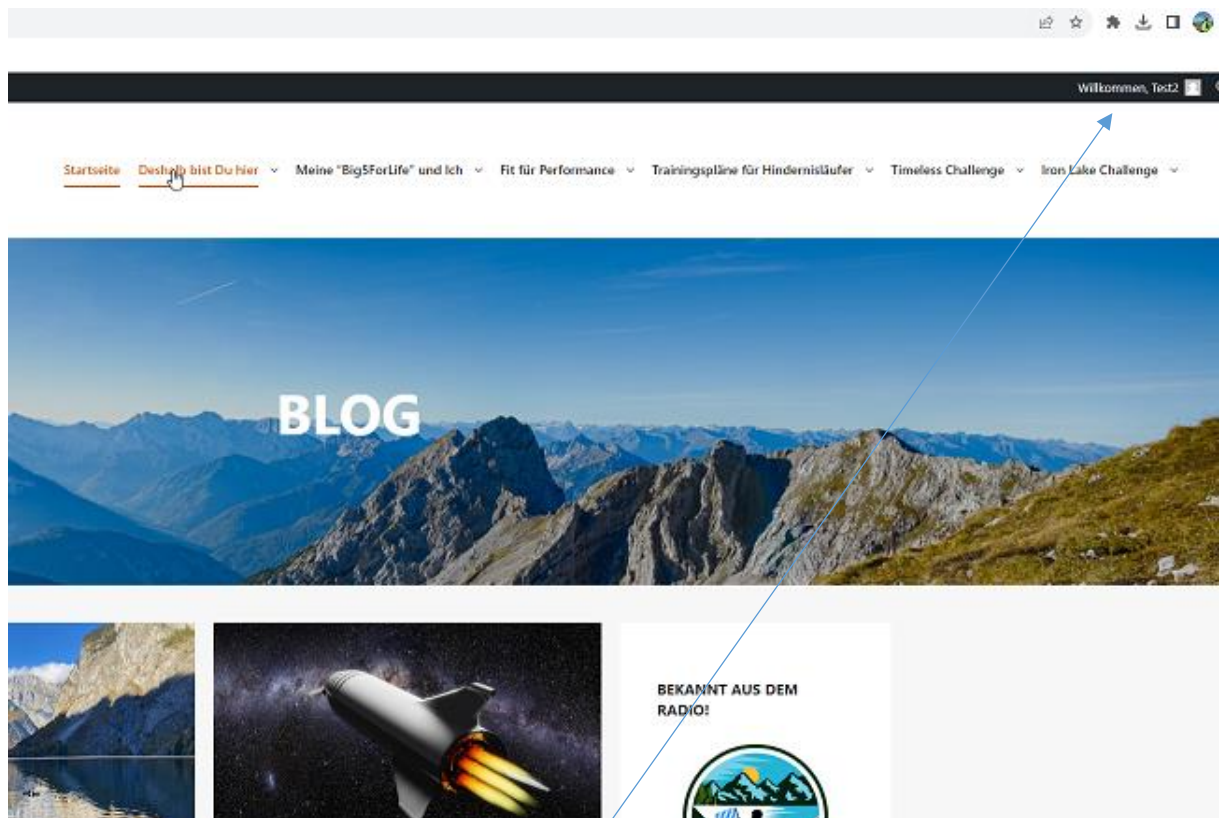 Willkommen, Test2
Startseite Deshalb bist Du hier Meine "Big5ForLife" und Ich Fit für Performance Trainingspläne für Hindernisläufer Timeless Challenge Iron Lake Challenge
BLOG
BEKANNT AUS DEM
RADIO!